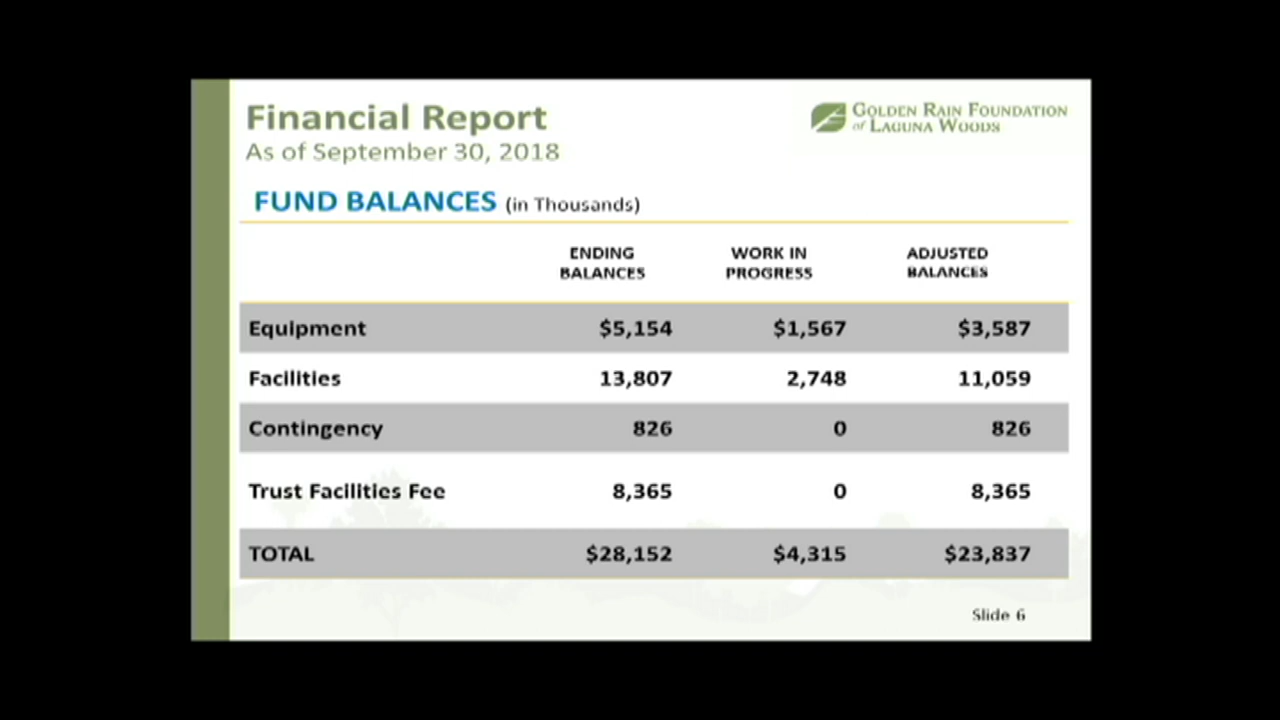 Financial Report
As of September 30, 2018
GOLDEN RAIN FOUNDATION
of LAGUNA WOODS
FUND BALANCES (in Thousands)
ENDING BALANCES WORK IN PROGRESS ADJUSTED BALANCES
Equipment $5,154 $1,567 $3,587
Facilities 13,807 2,748 11,059
Contingency 826 0 826
Trust Facilities Fee 8,365 0 8,365
TOTAL $28,152 $4,315 $23,837
Slide 6